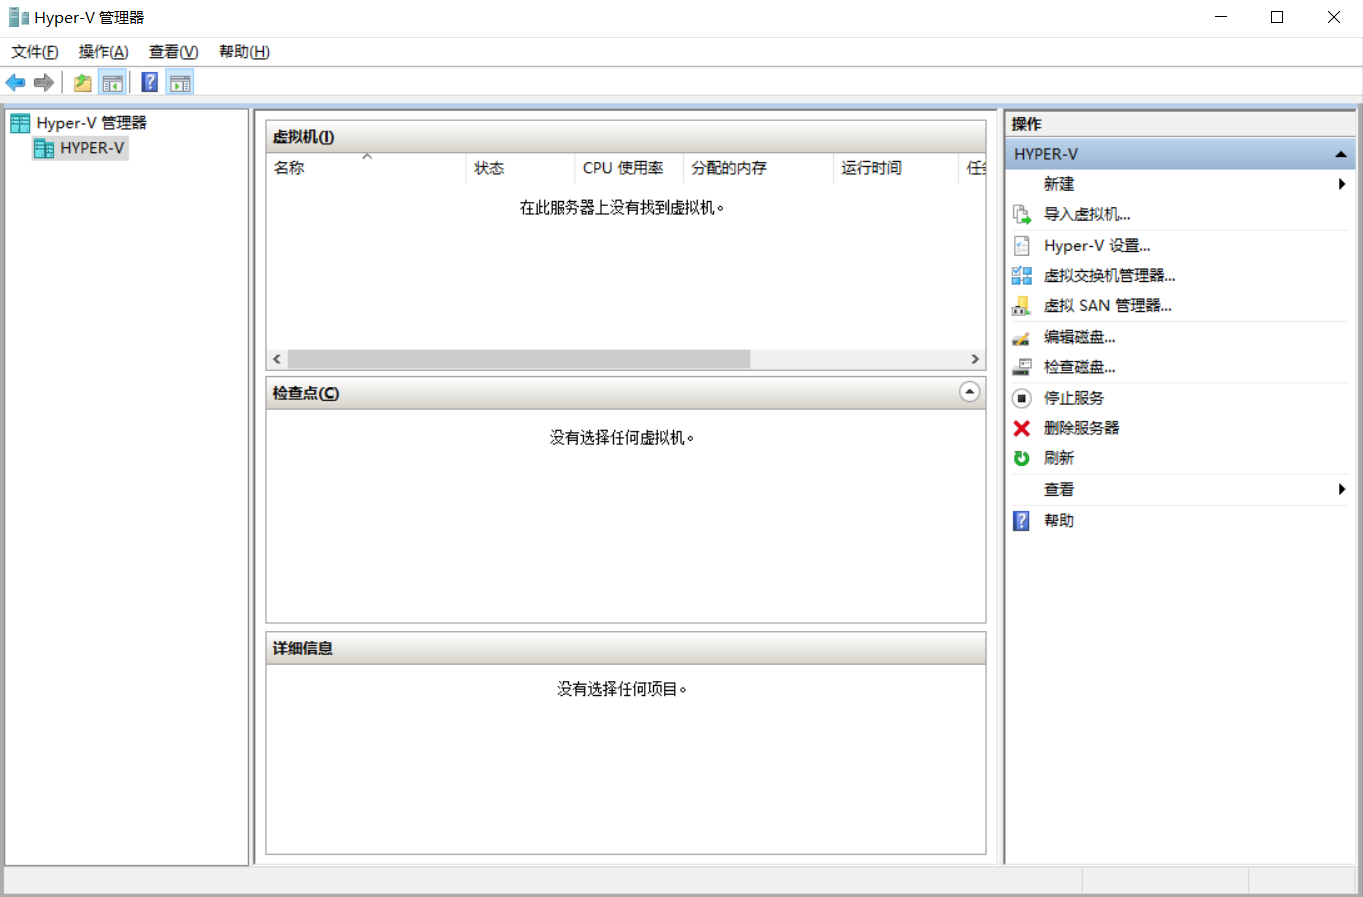 Hyper-V 管理器
文件(F) 操作(A) 查看(V) 帮助(H)
Hyper-V 管理器
HYPER-V
虚拟机(I)
名称 状态 CPU 使用率 分配的内存 运行时间 任务
在此服务器上没有找到虚拟机。
检查点(C)
没有选择任何虚拟机。
详细信息
没有选择任何项目。
操作
HYPER-V
新建
导入虚拟机...
Hyper-V 设置...
虚拟交换机管理器...
虚拟 SAN 管理器...
编辑磁盘...
检查磁盘...
停止服务
删除服务器
刷新
查看
帮助